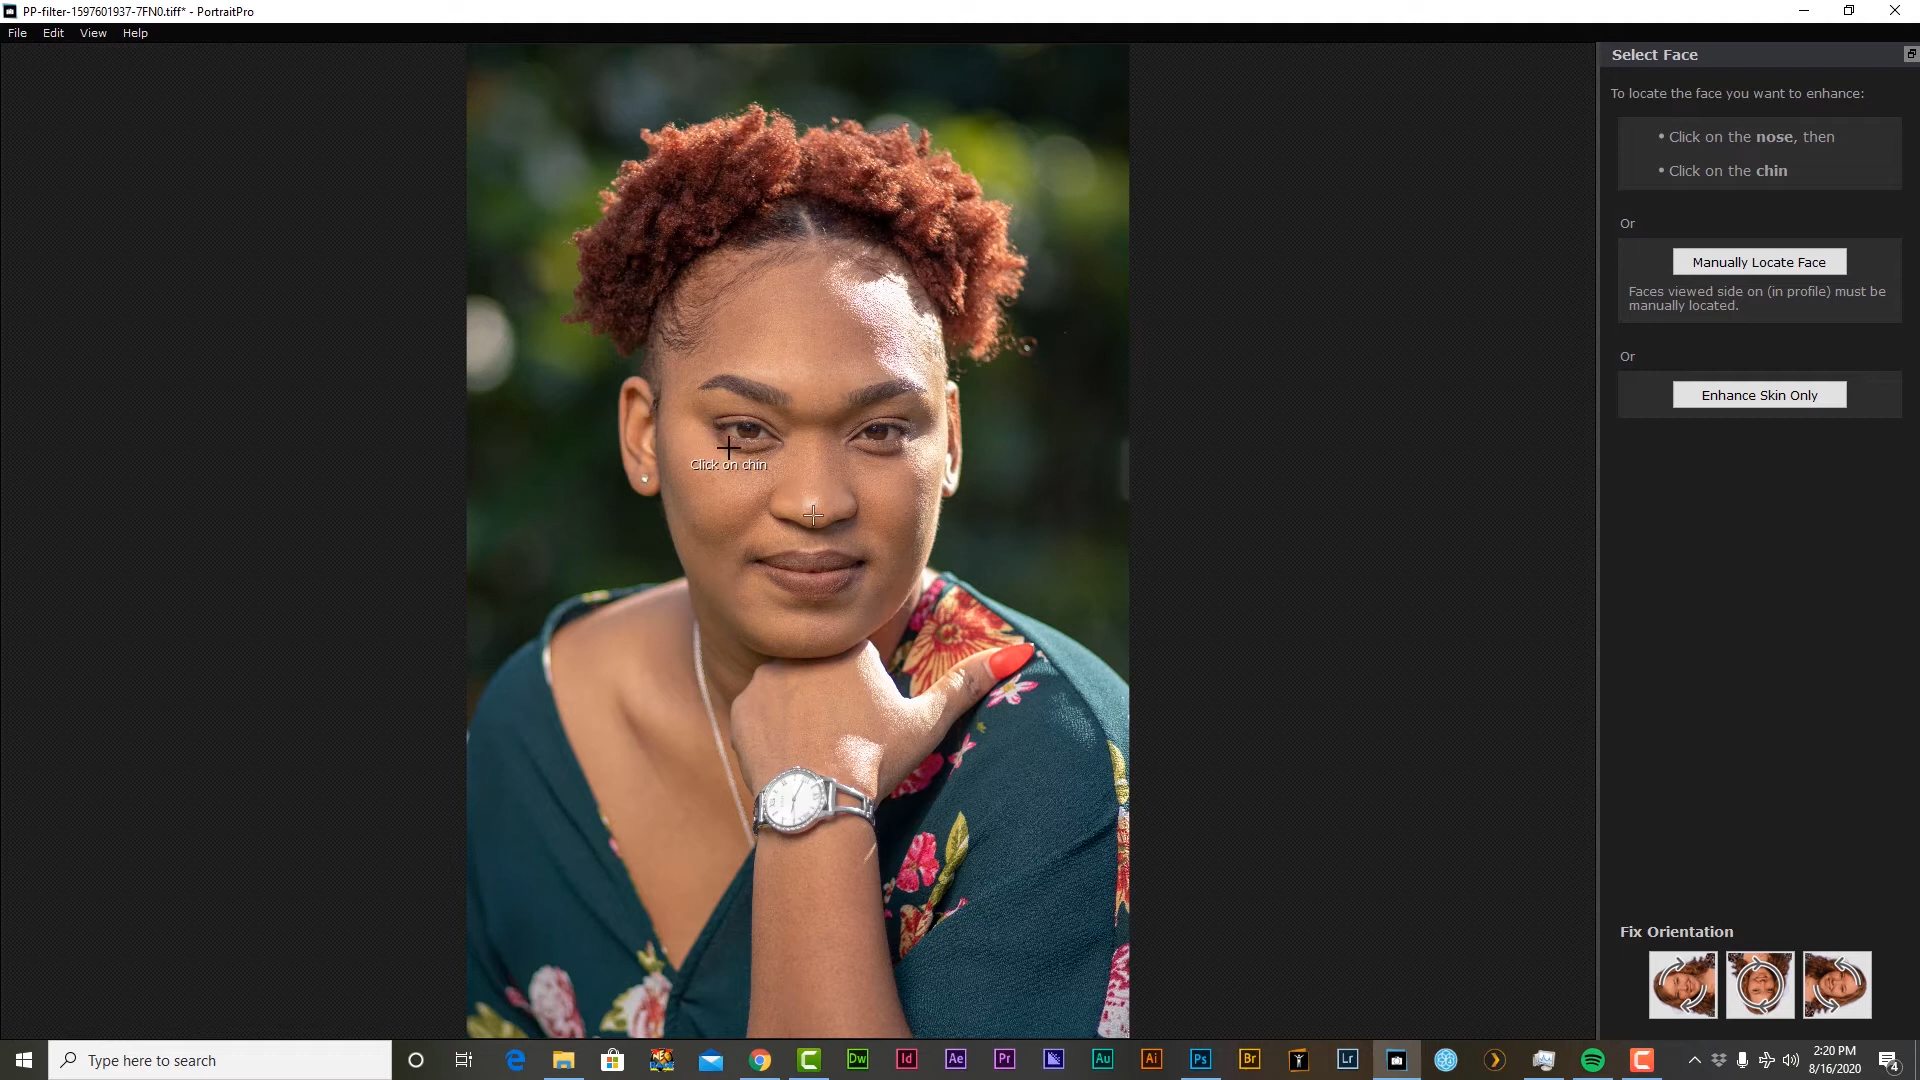 PP-filter-1597601937-7FN0.tiff* - PortraitPro
File Edit View Help
Select Face
To locate the face you want to enhance:
• Click on the nose, then
• Click on the chin
Or
Manually Locate Face
Faces viewed side on (in profile) must be
manually located.
Or
Enhance Skin Only
Click on chin
Fix Orientation
Type here to search
Dw
Id
Ae
Pr
Au
Ai
Ps
Br
Lr
2:20 PM
8/16/2020
4